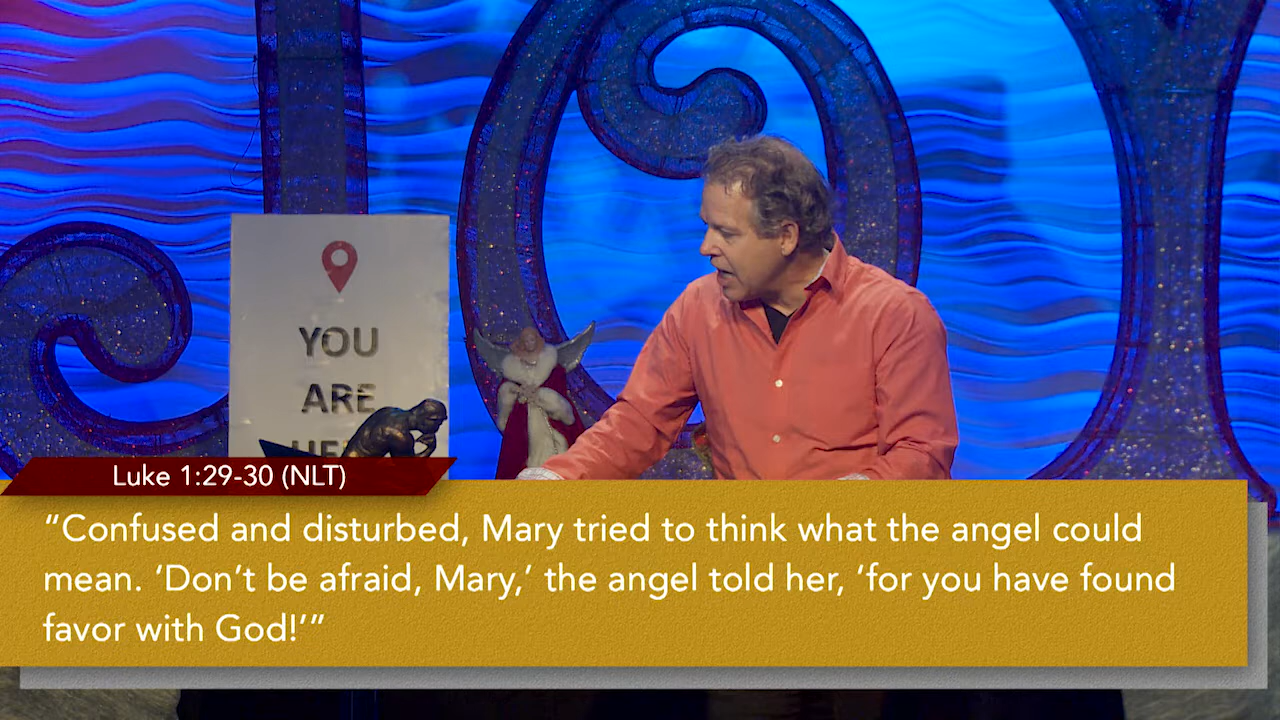 JOY
YOU
ARE
Luke 1:29-30 (NLT)
“Confused and disturbed, Mary tried to think what the angel could
mean. ‘Don’t be afraid, Mary,’ the angel told her, ‘for you have found
favor with God!’”